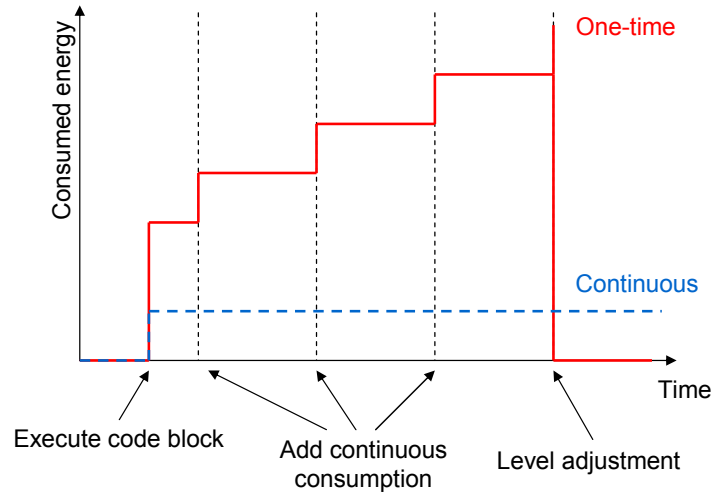 One-time
Consumed energy
Continuous
Time
Execute code block
Add continuous
consumption
Level adjustment